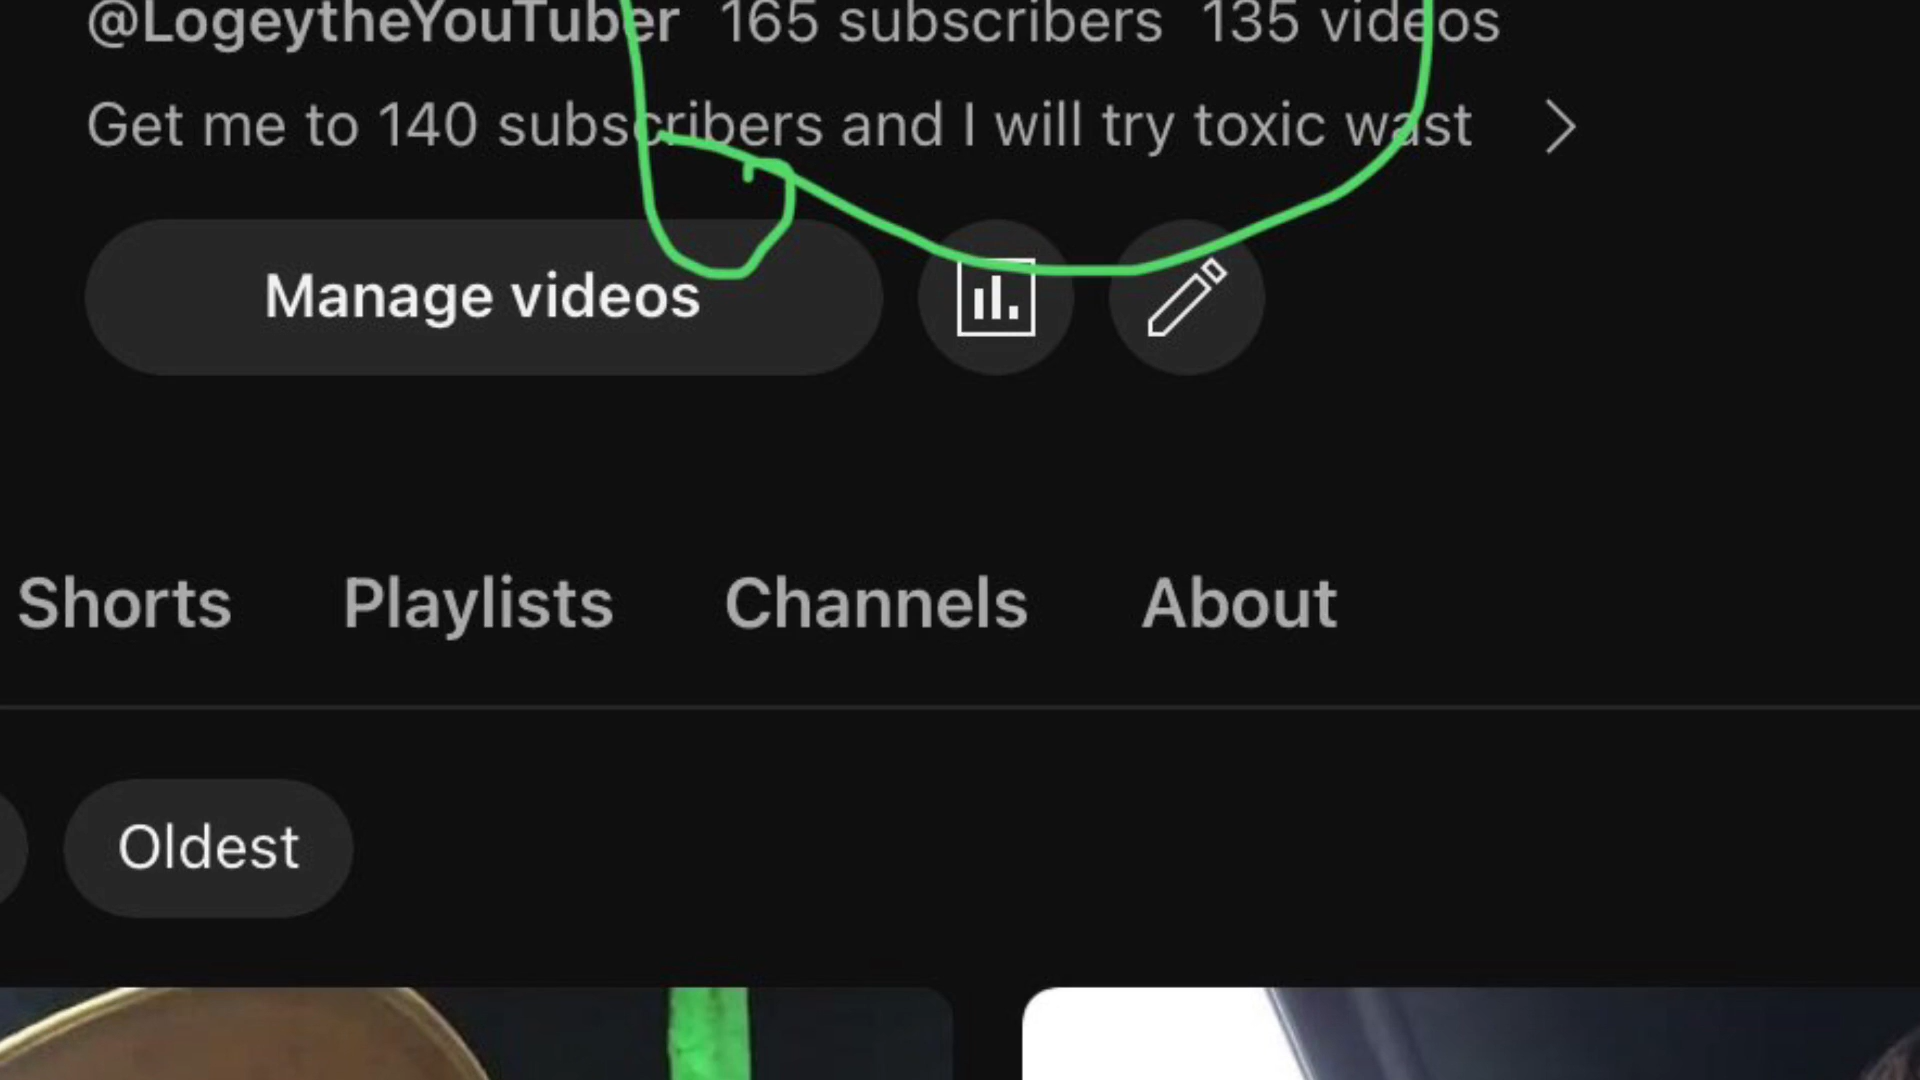 @LogeytheYouTuber 165 subscribers 135 videos
Get me to 140 subscribers and I will try toxic wast
Manage videos
Shorts Playlists Channels About
Oldest